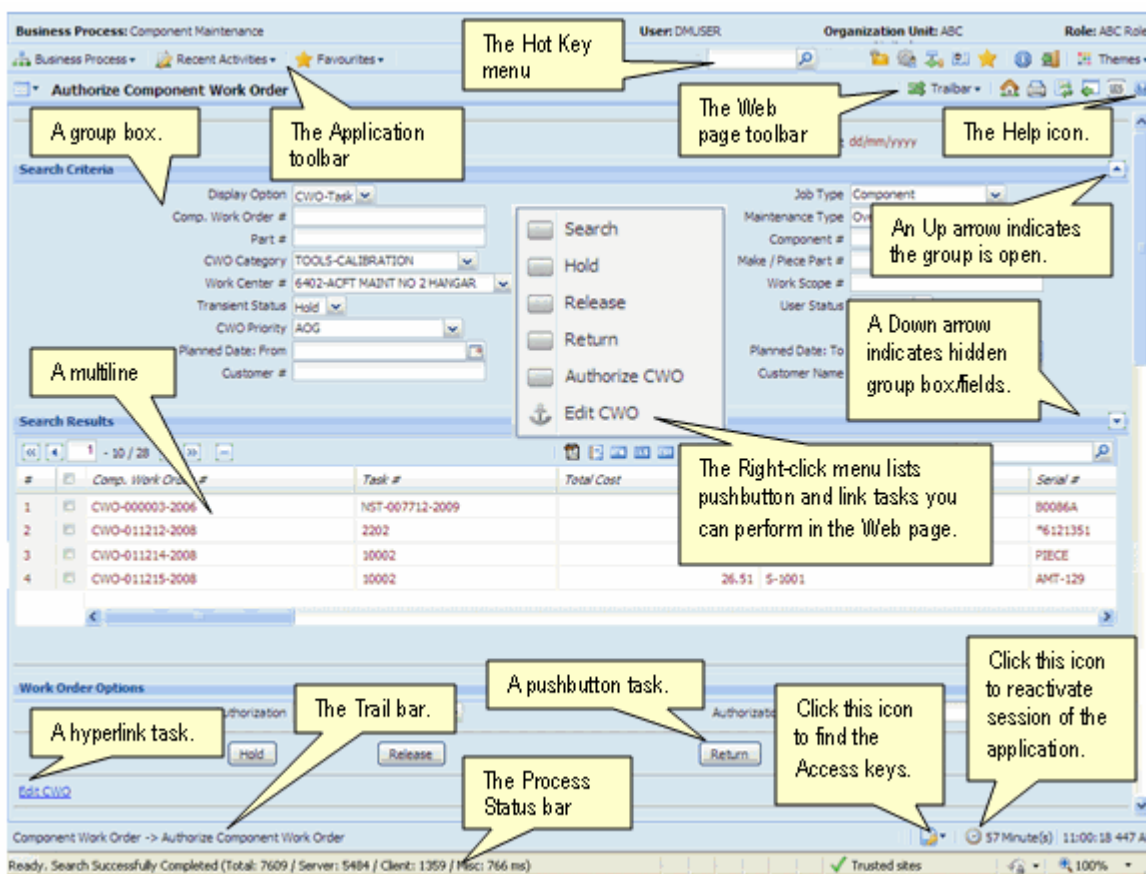 Business Process: Component Maintenance
User: DMUSER
Organization Unit: ABC
Role: ABC Role
The Hot Key
menu
Business Process
Recent Activities
Favourites
Themes
Authorize Component Work Order
Trailbar
A group box.
The Application
toolbar
The Web
page toolbar
The Help icon.
dd/mm/yyyy
Search Criteria
Display Option CWO-Task
Job Type Component
Comp. Work Order #
Maintenance Type
Part #
Component #
CWO Category TOOLS-CALIBRATION
Make / Piece Part #
Work Center # 6402-ACFT MAINT NO 2 HANGAR
Work Scope #
Transient Status Hold
User Status
CWO Priority AOG
Planned Date: From
Planned Date: To
Customer #
Customer Name
Search
Hold
Release
Return
Authorize CWO
Edit CWO
An Up arrow indicates
the group is open.
A Down arrow
indicates hidden
group box/fields.
A multiline
Search Results
1 - 10 / 28
The Right-click menu lists
pushbutton and link tasks you
can perform in the Web page.
# Comp. Work Order # Task # Total Cost Serial #
1 CWO-000003-2006 NST-007712-2009 B0086A
2 CWO-011212-2008 2202 *6121351
3 CWO-011214-2008 10002 PIECE
4 CWO-011215-2008 10002 26.51 S-1001 AMT-129
Work Order Options
A hyperlink task.
The Trail bar.
A pushbutton task.
Click this icon
to find the
Access keys.
Click this icon
to reactivate
session of the
application.
Hold
Release
Return
The Process
Status bar
Edit CWO
Component Work Order -> Authorize Component Work Order
57 Minute(s) 11:00:18 447 A
Ready. Search Successfully Completed (Total: 7609 / Server: 5484 / Client: 1359 / Misc: 766 ms)
Trusted sites
100%